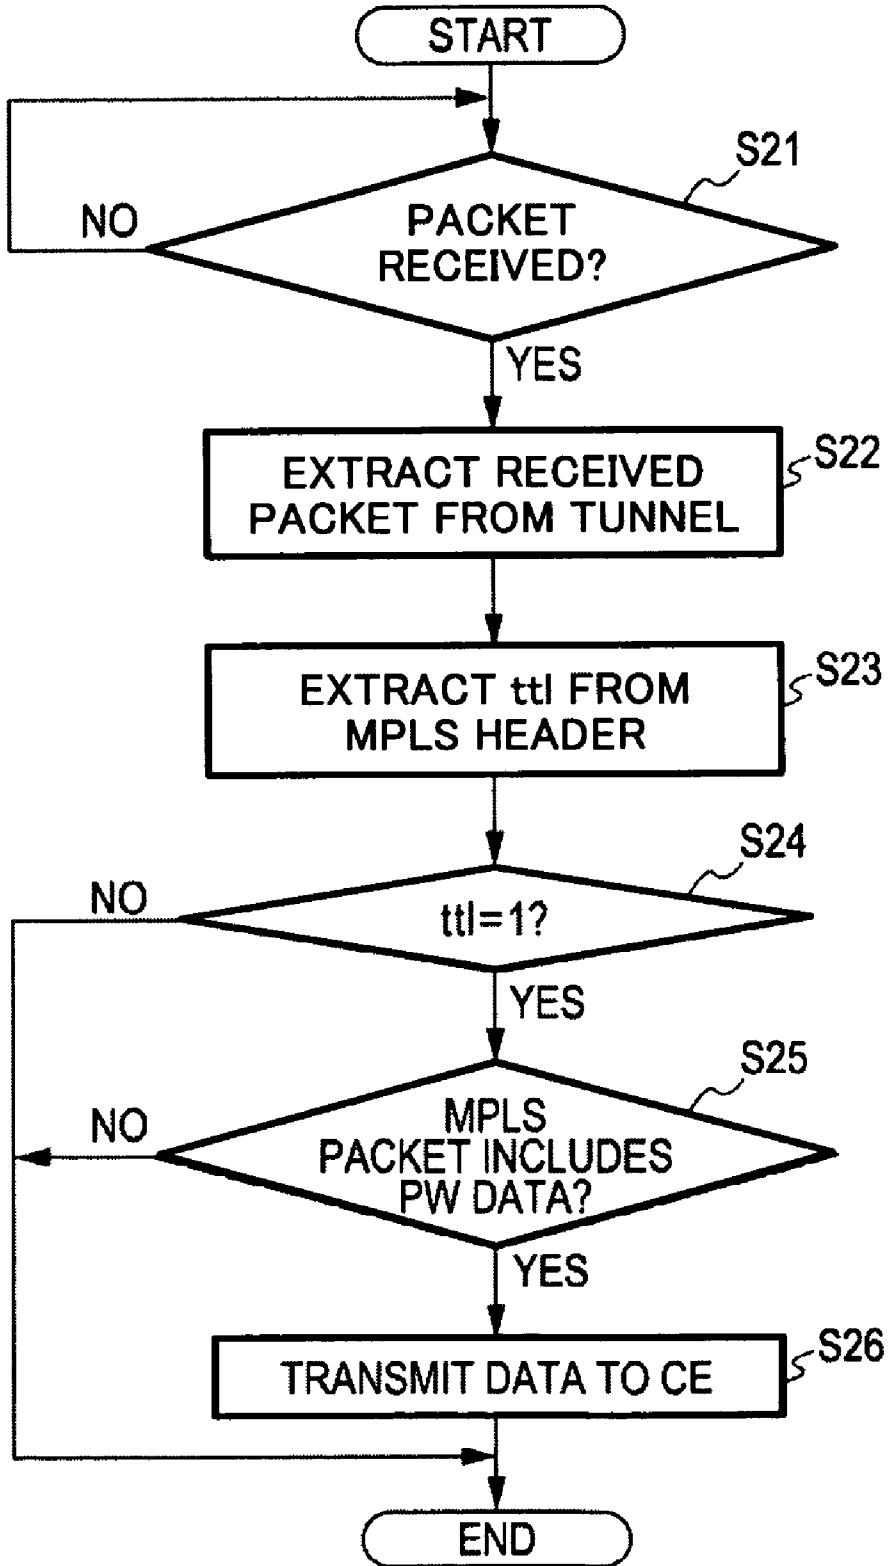 START
S21
PACKET
RECEIVED?
NO
YES
S22
EXTRACT RECEIVED
PACKET FROM TUNNEL
S23
EXTRACT ttl FROM
MPLS HEADER
S24
NO
ttl=1?
YES
S25
NO
MPLS
PACKET INCLUDES
PW DATA?
YES
S26
TRANSMIT DATA TO CE
END